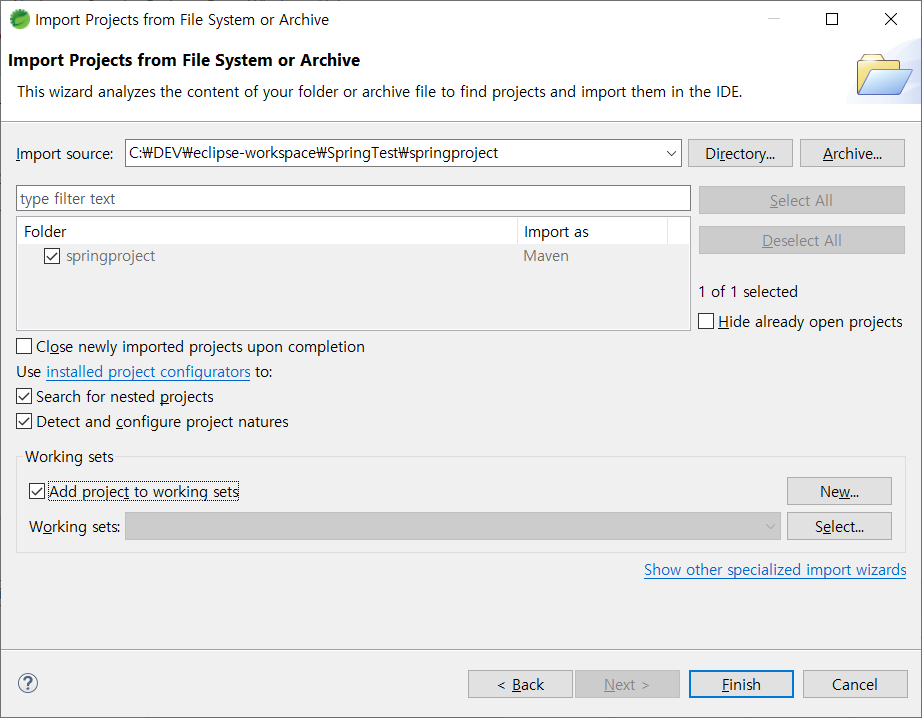 Import Projects from File System or Archive
Import Projects from File System or Archive
This wizard analyzes the content of your folder or archive file to find projects and import them in the IDE.
Import source: C:₩DEV₩eclipse-workspace₩SpringTest₩springproject Directory... Archive...
type filter text Select All
Folder Import as Deselect All
springproject Maven
1 of 1 selected
Hide already open projects
Close newly imported projects upon completion
Use installed project configurators to:
Search for nested projects
Detect and configure project natures
Working sets
Add project to working sets New...
Working sets: Select...
Show other specialized import wizards
? < Back Next > Finish Cancel